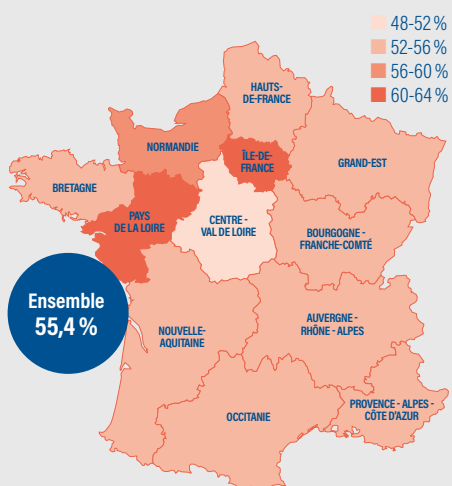 48-52 %
52-56 %
56-60 %
60-64 %
HAUTS-
DE-FRANCE
NORMANDIE
ÎLE-DE-
FRANCE
GRAND-EST
BRETAGNE
PAYS
DE LA LOIRE
CENTRE -
VAL DE LOIRE
BOURGOGNE -
FRANCHE-COMTÉ
Ensemble
55,4 %
NOUVELLE-
AQUITAINE
AUVERGNE -
RHÔNE - ALPES
OCCITANIE
PROVENCE - ALPES -
CÔTE D'AZUR